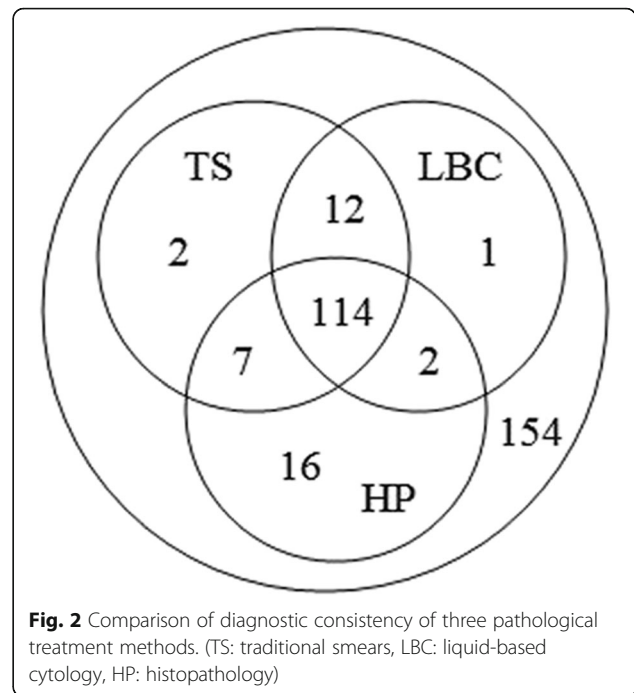 TS
LBC
12
2
1
114
7
2
154
16
HP
Fig. 2 Comparison of diagnostic consistency of three pathological
treatment methods. (TS: traditional smears, LBC: liquid-based
cytology, HP: histopathology)